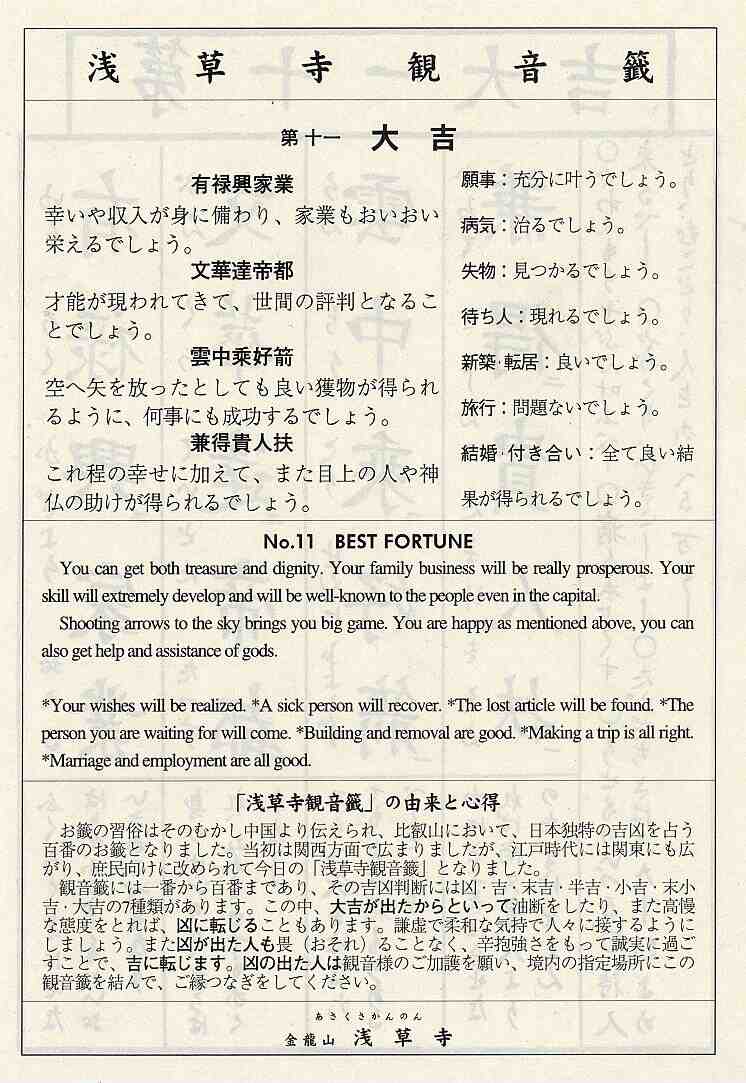 浅草寺観音籤
第十一 大吉
有禄興家業
幸いや収入が身に備わり、家業もおいおい
栄えるでしょう。
文華達帝都
才能が現われてきて、世間の評判となるこ
とでしょう。
雲中乗好箭
空へ矢を放ったとしても良い獲物が得られ
るように、何事にも成功するでしょう。
兼得貴人扶
これ程の幸せに加えて、また目上の人や神
仏の助けが得られるでしょう。
願事：充分に叶うでしょう。
病気：治るでしょう。
失物：見つかるでしょう。
待ち人：現れるでしょう。
新築・転居：良いでしょう。
旅行：問題ないでしょう。
結婚・付き合い：全て良い結
果が得られるでしょう。
No.11 BEST FORTUNE
You can get both treasure and dignity. Your family business will be really prosperous. Your
skill will extremely develop and will be well-known to the people even in the capital.
Shooting arrows to the sky brings you big game. You are happy as mentioned above, you can
also get help and assistance of gods.
*Your wishes will be realized. *A sick person will recover. *The lost article will be found. *The
person you are waiting for will come. *Building and removal are good. *Making a trip is all right.
*Marriage and employment are all good.
「浅草寺観音籤」の由来と心得
お籤の習俗はそのむかし中国より伝えられ、比叡山において、日本独特の吉凶を占う
百番のお籤となりました。当初は関西方面で広まりましたが、江戸時代には関東にも広
がり、庶民向けに改められて今日の「浅草寺観音籤」となりました。
観音籤には一番から百番まであり、その吉凶判断には凶・吉・末吉・半吉・小吉・末小
吉・大吉の7種類があります。この中、大吉が出たからといって油断をしたり、また高慢
な態度をとれば、凶に転じることもあります。謙虚で柔和な気持で人々に接するように
しましょう。また凶が出た人も畏（おそれ）ることなく、辛抱強さをもって誠実に過ご
すことで、吉に転じます。凶の出た人は観音様のご加護を願い、境内の指定場所にこの
観音籤を結んで、ご縁つなぎをしてください。
あさくさかんのん
金龍山 浅草寺